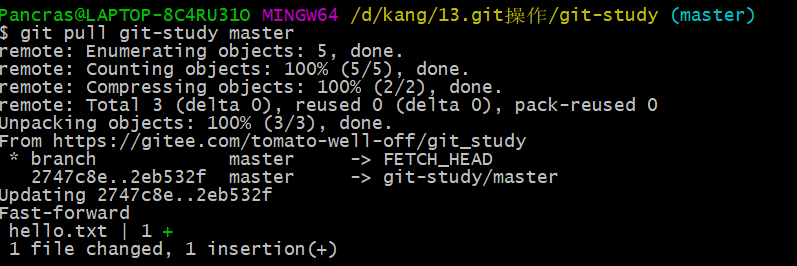 Pancras@LAPTOP-8C4RU31O MINGW64 /d/kang/13.git操作/git-study (master)
$ git pull git-study master
remote: Enumerating objects: 5, done.
remote: Counting objects: 100% (5/5), done.
remote: Compressing objects: 100% (2/2), done.
remote: Total 3 (delta 0), reused 0 (delta 0), pack-reused 0
Unpacking objects: 100% (3/3), done.
From https://gitee.com/tomato-well-off/git_study
 * branch            master     -> FETCH_HEAD
   2747c8e..2eb532f  master     -> git-study/master
Updating 2747c8e..2eb532f
Fast-forward
 hello.txt | 1 +
 1 file changed, 1 insertion(+)